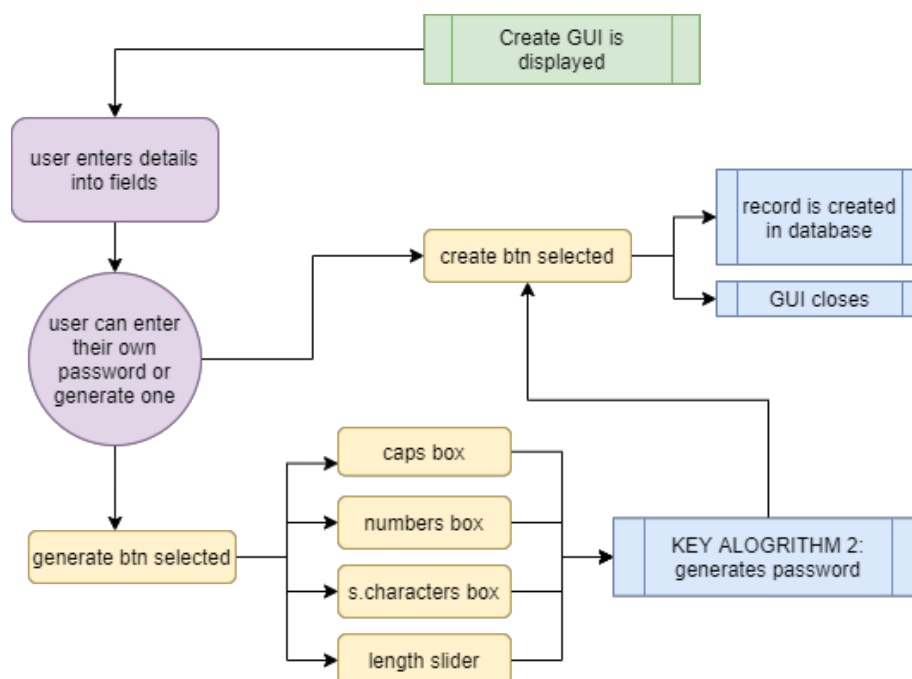 Create GUI is
displayed
user enters details
into fields
user can enter
their own
password or
generate one
create btn selected
record is created
in database
GUI closes
generate btn selected
caps box
numbers box
s.characters box
length slider
KEY ALOGRITHM 2:
generates password